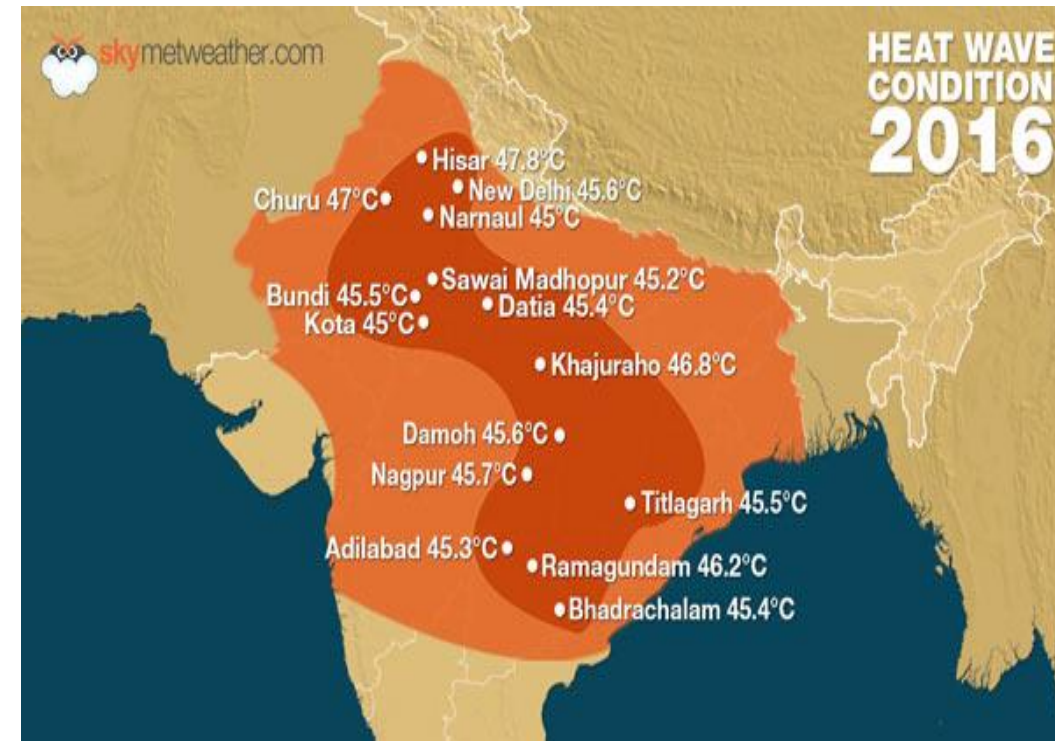 skymetweather.com
HEAT WAVE
CONDITION
2016
Hisar 47.8°C
New Delhi 45.6°C
Churu 47°C
Narnaul 45°C
Sawai Madhopur 45.2°C
Bundi 45.5°C
Datia 45.4°C
Kota 45°C
Khajuraho 46.8°C
Damoh 45.6°C
Nagpur 45.7°C
Titlagarh 45.5°C
Adilabad 45.3°C
Ramagundam 46.2°C
Bhadrachalam 45.4°C